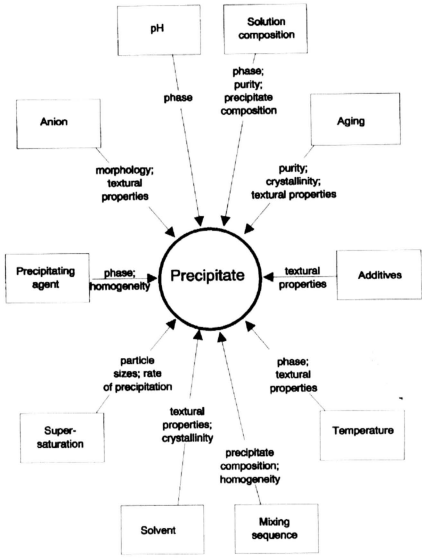 pH
Solution
composition
phase
phase;
purity;
precipitate
composition
Anion
Aging
morphology;
textural
properties
purity;
crystallinity;
textural properties
Precipitating
agent
phase;
homogeneity
Precipitate
textural
properties
Additives
particle
sizes; rate
of precipitation
phase;
textural
properties
Super-
saturation
textural
properties;
crystallinity
Temperature
precipitate
composition;
homogeneity
Solvent
Mixing
sequence